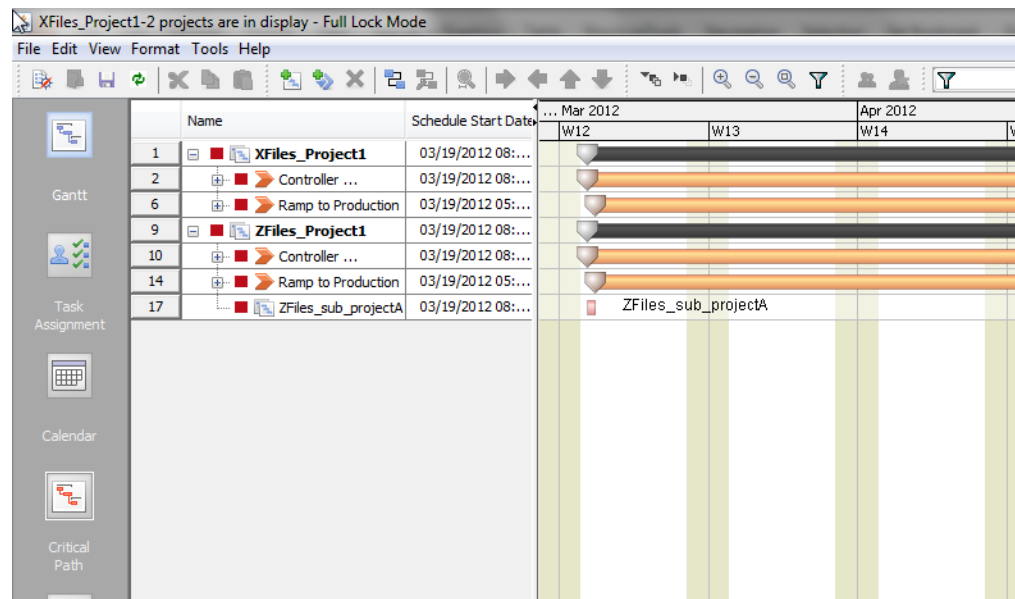 XFiles_Project1-2 projects are in display - Full Lock Mode
File Edit View Format Tools Help
Name Schedule Start Date
... Mar 2012 Apr 2012
W12 W13 W14
1 XFiles_Project1 03/19/2012 08:...
2 Controller ... 03/19/2012 08:...
6 Ramp to Production 03/19/2012 05:...
9 ZFiles_Project1 03/19/2012 08:...
10 Controller ... 03/19/2012 08:...
14 Ramp to Production 03/19/2012 05:...
17 ZFiles_sub_projectA 03/19/2012 08:... ZFiles_sub_projectA
Gantt
Task
Assignment
Calendar
Critical
Path